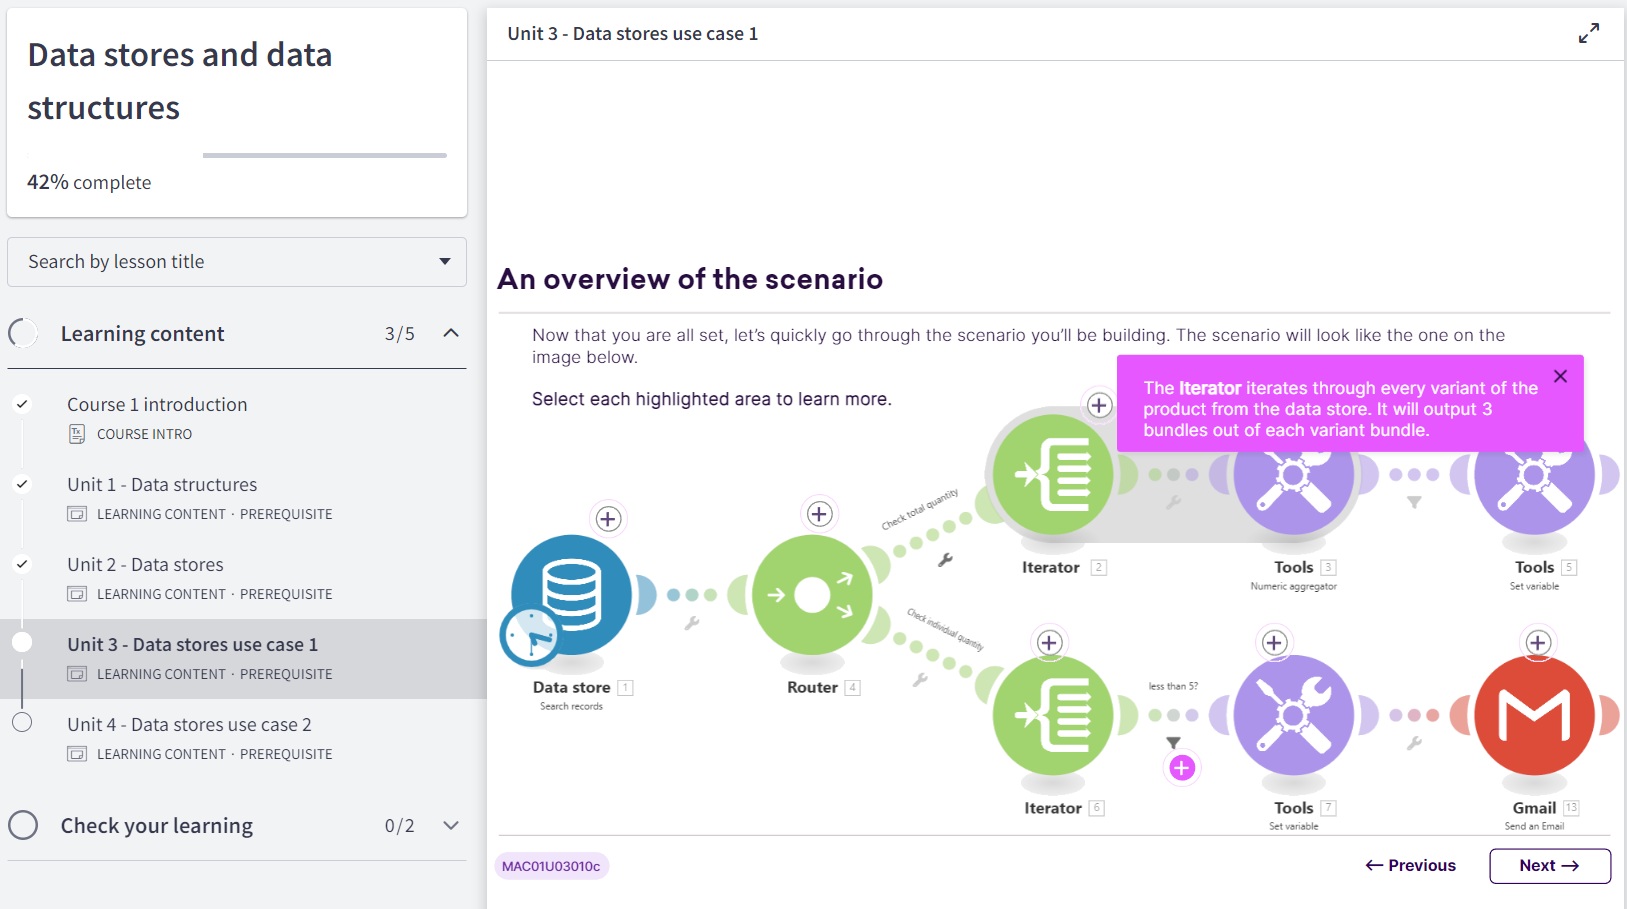 Data stores and data
structures
42% complete
Search by lesson title
Learning content 3/5
Course 1 introduction
Tx
COURSE INTRO
Unit 1 - Data structures
LEARNING CONTENT · PREREQUISITE
Unit 2 - Data stores
LEARNING CONTENT · PREREQUISITE
Unit 3 - Data stores use case 1
LEARNING CONTENT · PREREQUISITE
Unit 4 - Data stores use case 2
LEARNING CONTENT · PREREQUISITE
Check your learning 0/2
Unit 3 - Data stores use case 1
An overview of the scenario
Now that you are all set, let's quickly go through the scenario you'll be building. The scenario will look like the one on the
image below.
Select each highlighted area to learn more.
The Iterator iterates through every variant of the
product from the data store. It will output 3
bundles out of each variant bundle.
Check total quantity
Iterator 2
Tools 3
Numeric aggregator
Tools 5
Set variable
Data store 1
Search records
Router 4
Check individual quantity
less than 5?
Iterator 6
Tools 7
Set variable
Gmail 13
Send an Email
MAC01U03010c
← Previous
Next →